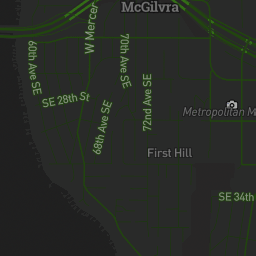 McGilvra
W Mercer
60th Ave SE
70th Ave SE
72nd Ave SE
SE 28th St
68th Ave SE
Metropolitan M
First Hill
SE 34th